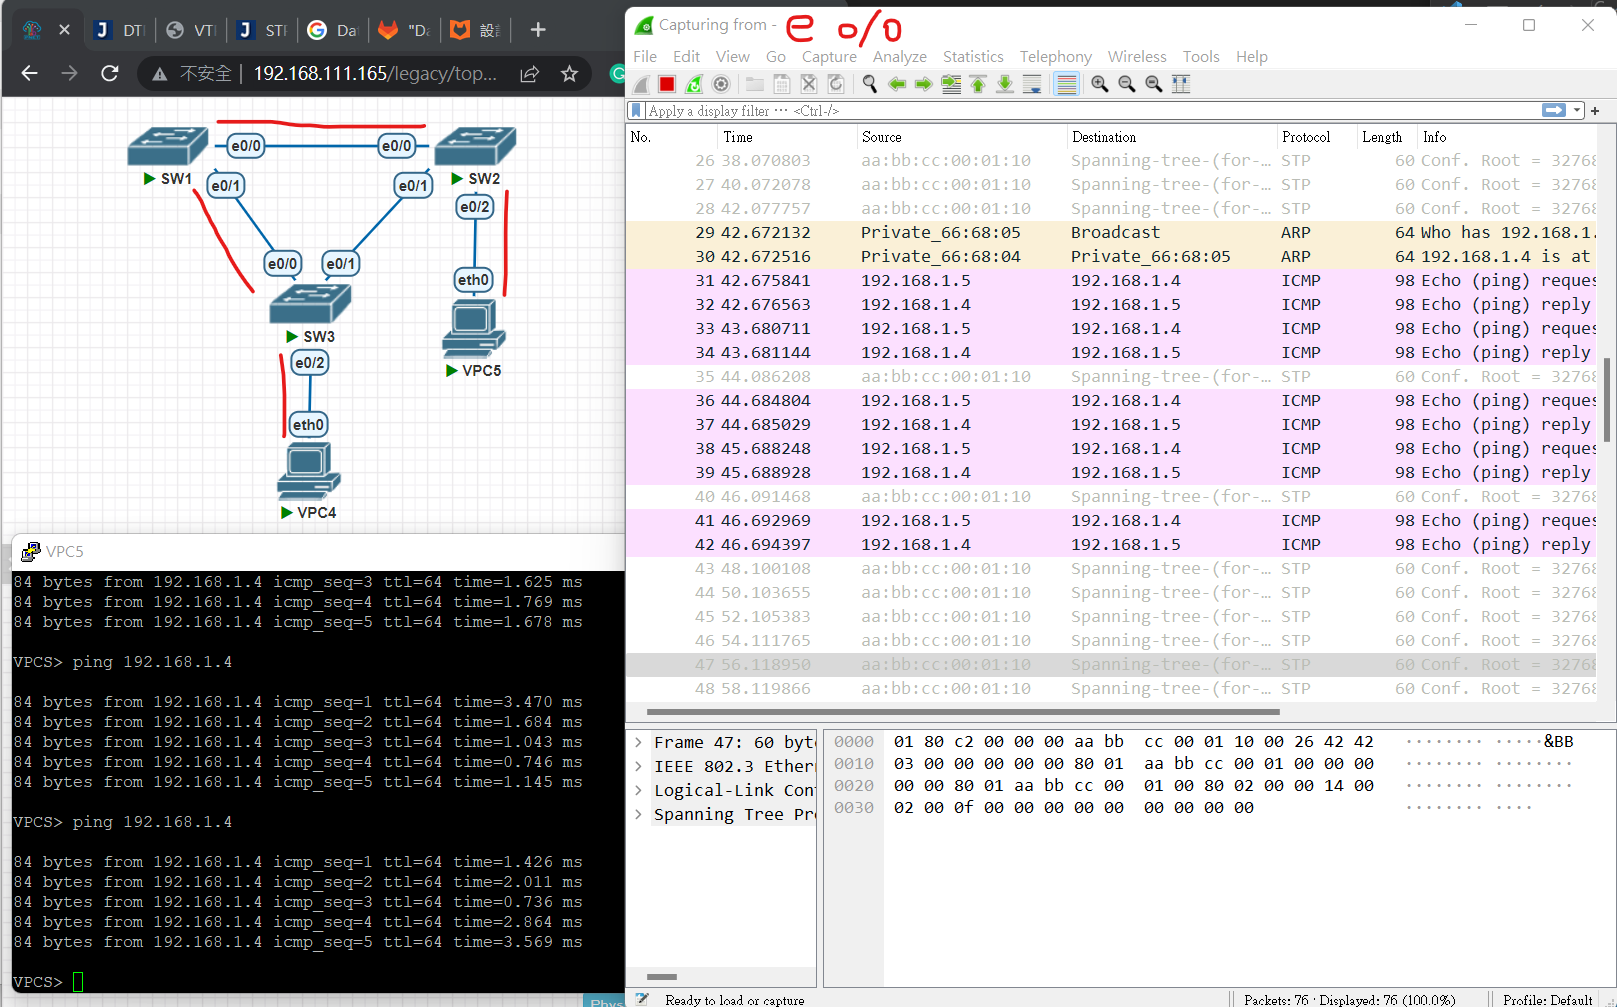 DTI
VTI
STI
Da
"Da
設
不安全 | 192.168.111.165/legacy/top...
SW1
e0/0
e0/0
SW2
e0/1
e0/1
e0/2
e0/0
e0/1
eth0
SW3
VPC5
e0/2
eth0
VPC4
VPC5
84 bytes from 192.168.1.4 icmp_seq=3 ttl=64 time=1.625 ms
84 bytes from 192.168.1.4 icmp_seq=4 ttl=64 time=1.769 ms
84 bytes from 192.168.1.4 icmp_seq=5 ttl=64 time=1.678 ms
VPCS> ping 192.168.1.4
84 bytes from 192.168.1.4 icmp_seq=1 ttl=64 time=3.470 ms
84 bytes from 192.168.1.4 icmp_seq=2 ttl=64 time=1.684 ms
84 bytes from 192.168.1.4 icmp_seq=3 ttl=64 time=1.043 ms
84 bytes from 192.168.1.4 icmp_seq=4 ttl=64 time=0.746 ms
84 bytes from 192.168.1.4 icmp_seq=5 ttl=64 time=1.145 ms
VPCS> ping 192.168.1.4
84 bytes from 192.168.1.4 icmp_seq=1 ttl=64 time=1.426 ms
84 bytes from 192.168.1.4 icmp_seq=2 ttl=64 time=2.011 ms
84 bytes from 192.168.1.4 icmp_seq=3 ttl=64 time=0.736 ms
84 bytes from 192.168.1.4 icmp_seq=4 ttl=64 time=2.864 ms
84 bytes from 192.168.1.4 icmp_seq=5 ttl=64 time=3.569 ms
VPCS>
Phys
Capturing from - e 0/0
File Edit View Go Capture Analyze Statistics Telephony Wireless Tools Help
Apply a display filter ... <Ctrl-/>
No. Time Source Destination Protocol Length Info
26 38.070803 aa:bb:cc:00:01:10 Spanning-tree-(for-… STP 60 Conf. Root = 32768
27 40.072078 aa:bb:cc:00:01:10 Spanning-tree-(for-… STP 60 Conf. Root = 32768
28 42.077757 aa:bb:cc:00:01:10 Spanning-tree-(for-… STP 60 Conf. Root = 32768
29 42.672132 Private_66:68:05 Broadcast ARP 64 Who has 192.168.1.
30 42.672516 Private_66:68:04 Private_66:68:05 ARP 64 192.168.1.4 is at
31 42.675841 192.168.1.5 192.168.1.4 ICMP 98 Echo (ping) reques
32 42.676563 192.168.1.4 192.168.1.5 ICMP 98 Echo (ping) reply
33 43.680711 192.168.1.5 192.168.1.4 ICMP 98 Echo (ping) reques
34 43.681144 192.168.1.4 192.168.1.5 ICMP 98 Echo (ping) reply
35 44.086208 aa:bb:cc:00:01:10 Spanning-tree-(for-… STP 60 Conf. Root = 32768
36 44.684804 192.168.1.5 192.168.1.4 ICMP 98 Echo (ping) reques
37 44.685029 192.168.1.4 192.168.1.5 ICMP 98 Echo (ping) reply
38 45.688248 192.168.1.5 192.168.1.4 ICMP 98 Echo (ping) reques
39 45.688928 192.168.1.4 192.168.1.5 ICMP 98 Echo (ping) reply
40 46.091468 aa:bb:cc:00:01:10 Spanning-tree-(for-… STP 60 Conf. Root = 32768
41 46.692969 192.168.1.5 192.168.1.4 ICMP 98 Echo (ping) reques
42 46.694397 192.168.1.4 192.168.1.5 ICMP 98 Echo (ping) reply
43 48.100108 aa:bb:cc:00:01:10 Spanning-tree-(for-… STP 60 Conf. Root = 32768
44 50.103655 aa:bb:cc:00:01:10 Spanning-tree-(for-… STP 60 Conf. Root = 32768
45 52.105383 aa:bb:cc:00:01:10 Spanning-tree-(for-… STP 60 Conf. Root = 32768
46 54.111765 aa:bb:cc:00:01:10 Spanning-tree-(for-… STP 60 Conf. Root = 32768
47 56.118950 aa:bb:cc:00:01:10 Spanning-tree-(for-… STP 60 Conf. Root = 32768
48 58.119866 aa:bb:cc:00:01:10 Spanning-tree-(for-… STP 60 Conf. Root = 32768
Frame 47: 60 byt
IEEE 802.3 Ether
Logical-Link Con
Spanning Tree Pr
0000 01 80 c2 00 00 00 aa bb cc 00 01 10 00 26 42 42 ········ ·····&BB
0010 03 00 00 00 00 00 80 01 aa bb cc 00 01 00 00 00 ········ ········
0020 00 00 80 01 aa bb cc 00 01 00 80 02 00 00 14 00 ········ ········
0030 02 00 0f 00 00 00 00 00 00 00 00 00 ········ ····
Ready to load or capture
Packets: 76 · Displayed: 76 (100.0%)
Profile: Default